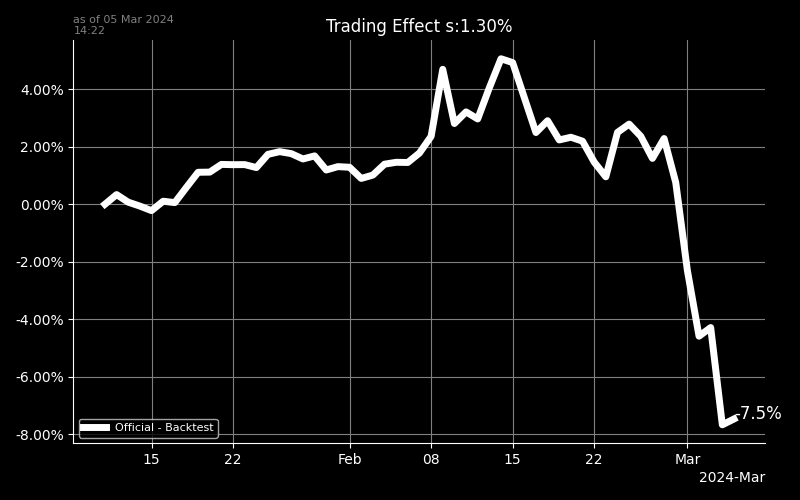 as of 05 Mar 2024
14:22
Trading Effect s:1.30%
4.00%
2.00%
0.00%
-2.00%
-4.00%
-6.00%
-8.00%
-7.5%
Official - Backtest
15 22 Feb 08 15 22 Mar
2024-Mar